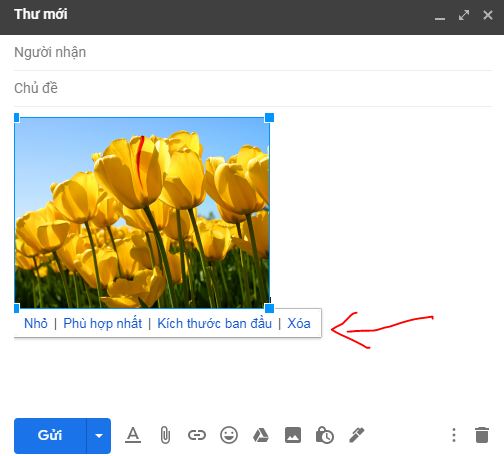 Thư mới
Người nhận
Chủ đề
Nhỏ | Phù hợp nhất | Kích thước ban đầu | Xóa
Gửi